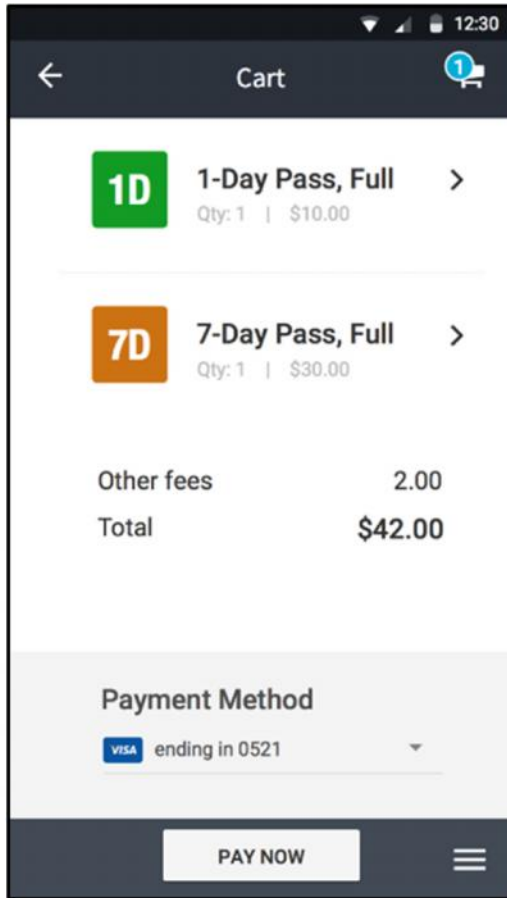 12:30
Cart
1
1D
1-Day Pass, Full
Qty: 1 | $10.00
7D
7-Day Pass, Full
Qty: 1 | $30.00
Other fees 2.00
Total $42.00
Payment Method
VISA ending in 0521
PAY NOW